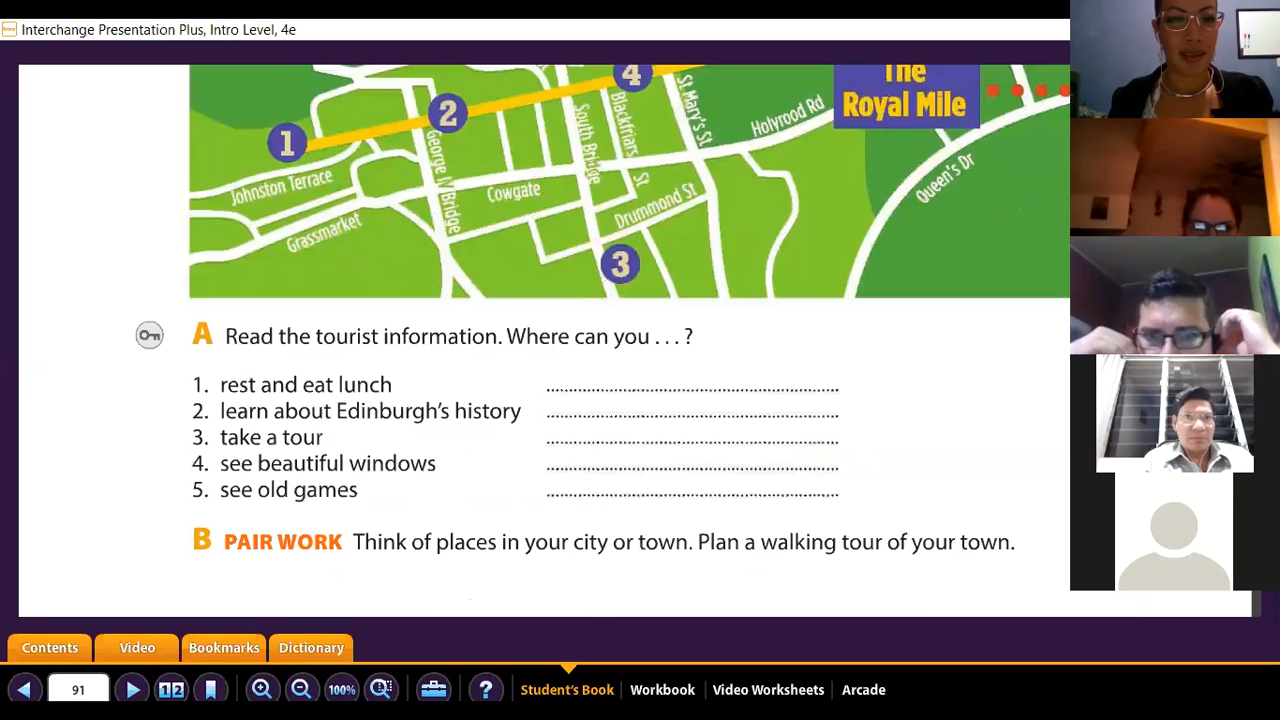 Interchange Presentation Plus, Intro Level, 4e
The
Royal Mile
1
2
3
4
Johnston Terrace
Grassmarket
George IV Bridge
Cowgate
South Bridge
Blackfriars St
St Mary's St
Drummond St.
Holyrood Rd
Queen's Dr
A Read the tourist information. Where can you . . . ?
1. rest and eat lunch
2. learn about Edinburgh's history
3. take a tour
4. see beautiful windows
5. see old games
B PAIR WORK Think of places in your city or town. Plan a walking tour of your town.
Contents Video Bookmarks Dictionary
91 1 2 100% ? Student's Book Workbook Video Worksheets Arcade